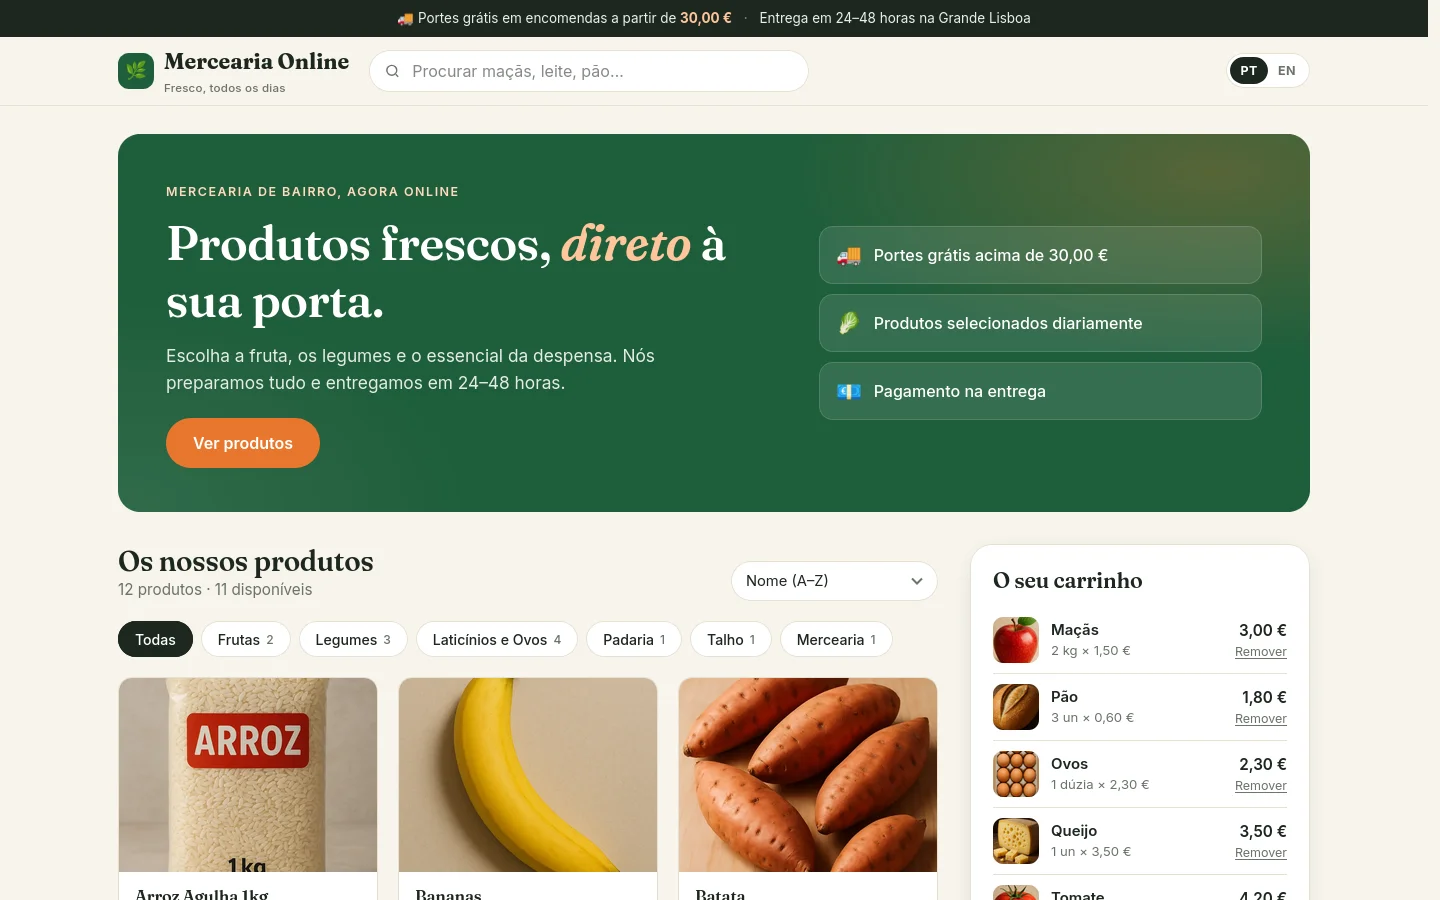 Portes grátis em encomendas a partir de 30,00 € · Entrega em 24–48 horas na Grande Lisboa
Mercearia Online
Fresco, todos os dias
Procurar maçãs, leite, pão...
PT EN
MERCEARIA DE BAIRRO, AGORA ONLINE
Produtos frescos, direto à
sua porta.
Escolha a fruta, os legumes e o essencial da despensa. Nós
preparamos tudo e entregamos em 24–48 horas.
Ver produtos
Portes grátis acima de 30,00 €
Produtos selecionados diariamente
Pagamento na entrega
Os nossos produtos
12 produtos · 11 disponíveis
Nome (A–Z)
Todas
Frutas 2
Legumes 3
Laticínios e Ovos 4
Padaria 1
Talho 1
Mercearia 1
ARROZ
1kg
Arroz Agulha 1kg
Bananas
Batata
O seu carrinho
Maçãs 3,00 €
2 kg × 1,50 € Remover
Pão 1,80 €
3 un × 0,60 € Remover
Ovos 2,30 €
1 dúzia × 2,30 € Remover
Queijo 3,50 €
1 un × 3,50 € Remover
Tomate 4,20 €